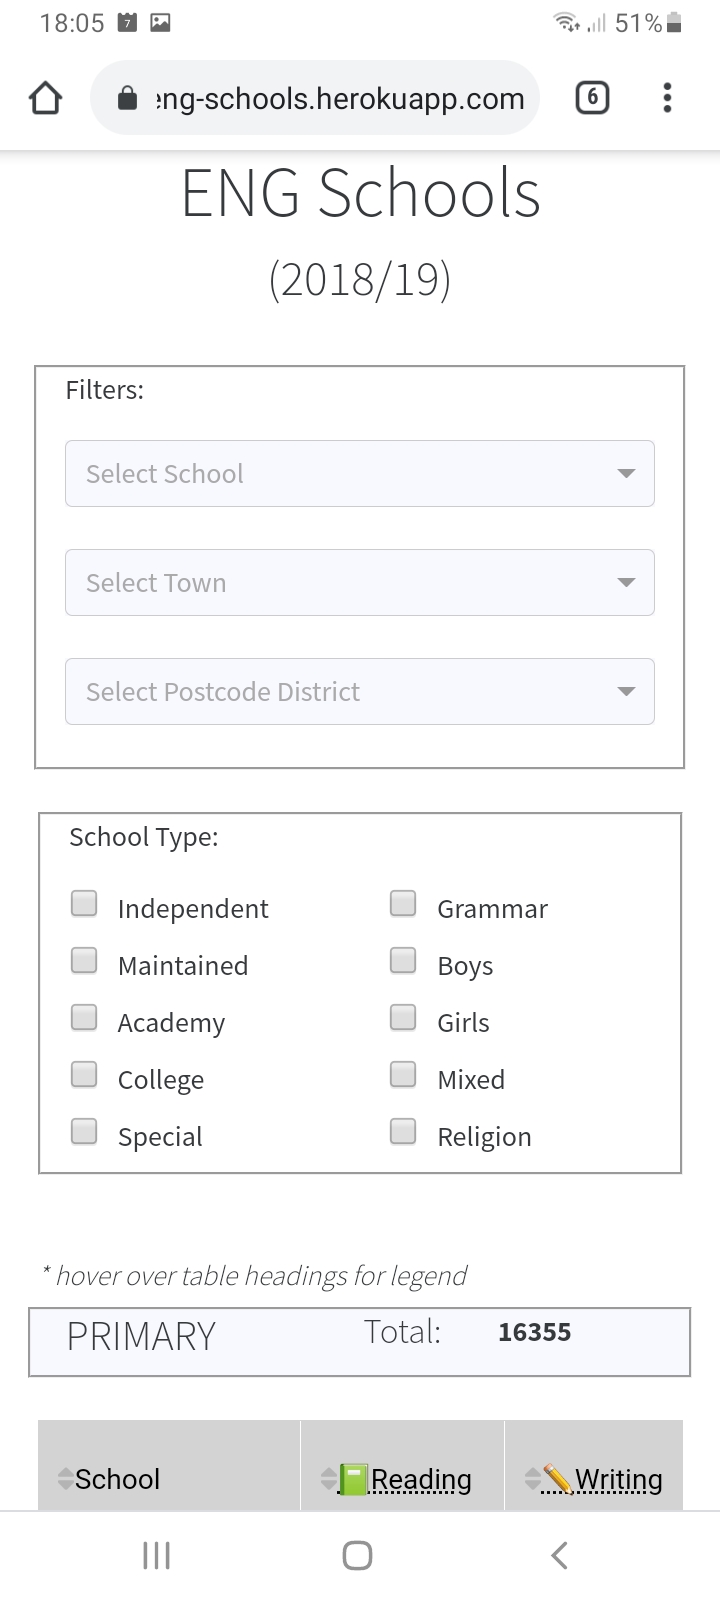 18:05 7 51%
eng-schools.herokuapp.com 6
ENG Schools
(2018/19)
Filters:
Select School
Select Town
Select Postcode District
School Type:
Independent Grammar
Maintained Boys
Academy Girls
College Mixed
Special Religion
* hover over table headings for legend
PRIMARY Total: 16355
School Reading Writing